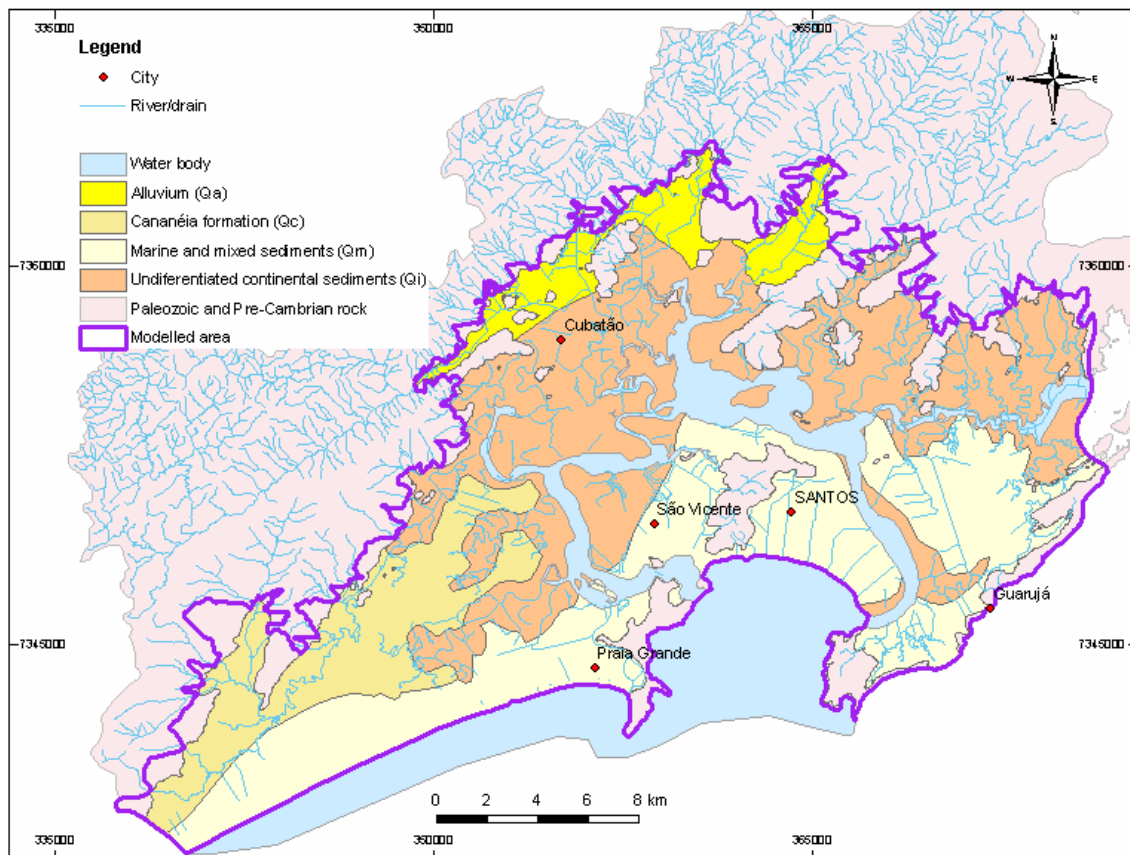 335000
350000
365000
Legend
City
River/drain
Water body
Alluvium (Qa)
Cananéia formation (Qc)
Marine and mixed sediments (Qm)
Undiferentiated continental sediments (Qi)
Paleozoic and Pre-Cambrian rock
Modelled area
N
W
E
S
7360000
7360000
Cubatão
São Vicente
SANTOS
Guarujá
7345000
7345000
Praia Grande
0 2 4 6 8 km
335000
350000
365000